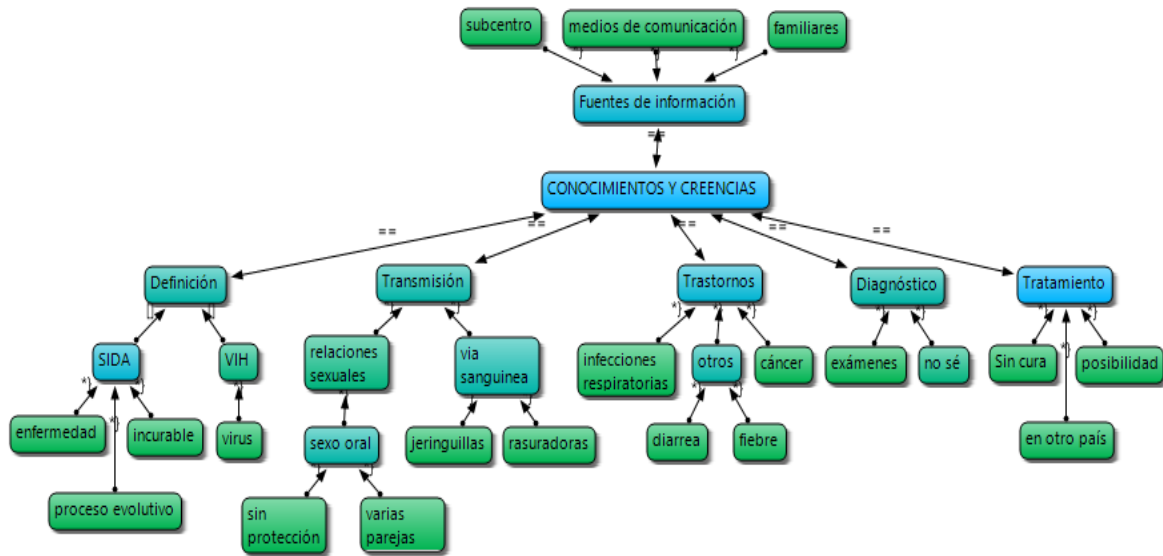 subcentro
medios de comunicación
familiares
*}
*}
*}
Fuentes de información
==
CONOCIMIENTOS Y CREENCIAS
==
==
==
==
==
Definición
Transmisión
Trastornos
Diagnóstico
Tratamiento
[]
[]
*}
*}
*}
*}
*}
*}
*}
*}
*}
SIDA
VIH
relaciones
sexuales
via
sanguinea
infecciones
respiratorias
otros
cáncer
exámenes
no sé
Sin cura
*}
posibilidad
*}
*}
*}
*}
enfermedad
*}
incurable
virus
sexo oral
jeringuillas
rasuradoras
diarrea
fiebre
en otro país
proceso evolutivo
sin
protección
varias
parejas